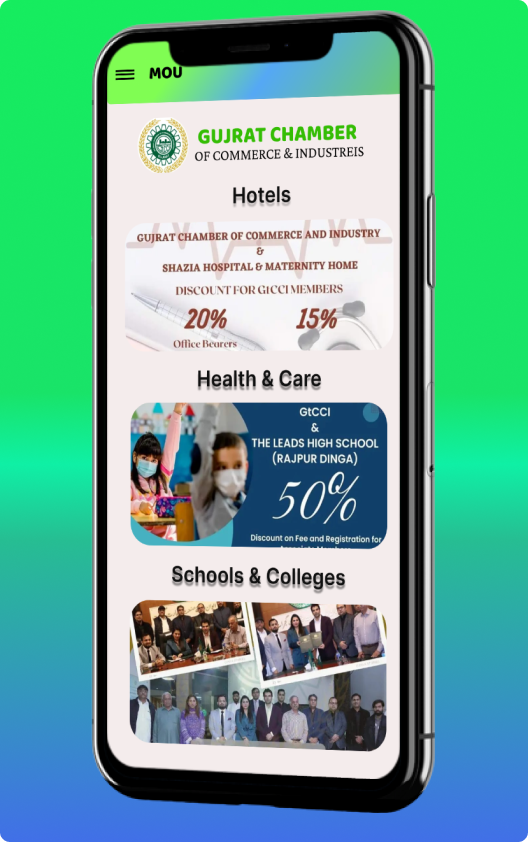 MOU
GUJRAT CHAMBER
OF COMMERCE & INDUSTREIS
Hotels
GUJRAT CHAMBER OF COMMERCE AND INDUSTRY
&
SHAZIA HOSPITAL & MATERNITY HOME
DISCOUNT FOR GtCCI MEMBERS
20% 15%
Office Bearers
Health & Care
GtCCI
&
THE LEADS HIGH SCHOOL
(RAJPUR DINGA)
50%
Discount on Fee and Registration for
Schools & Colleges